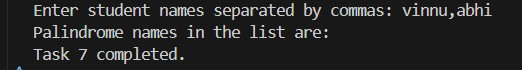 Enter student names separated by commas: vinnu,abhi
Palindrome names in the list are:
Task 7 completed.